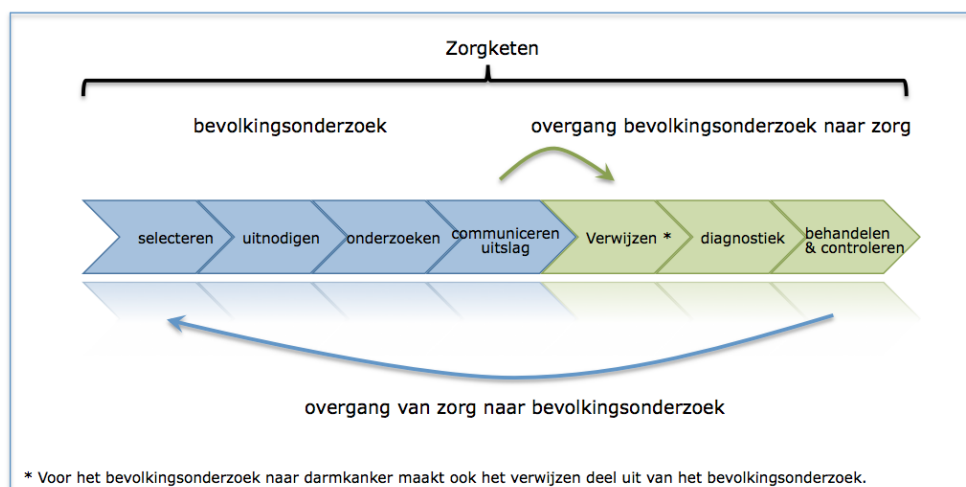 Zorgketen
bevolkingsonderzoek
overgang bevolkingsonderzoek naar zorg
selecteren
uitnodigen
onderzoeken
communiceren
uitslag
Verwijzen *
diagnostiek
behandelen
& controleren
overgang van zorg naar bevolkingsonderzoek
* Voor het bevolkingsonderzoek naar darmkanker maakt ook het verwijzen deel uit van het bevolkingsonderzoek.